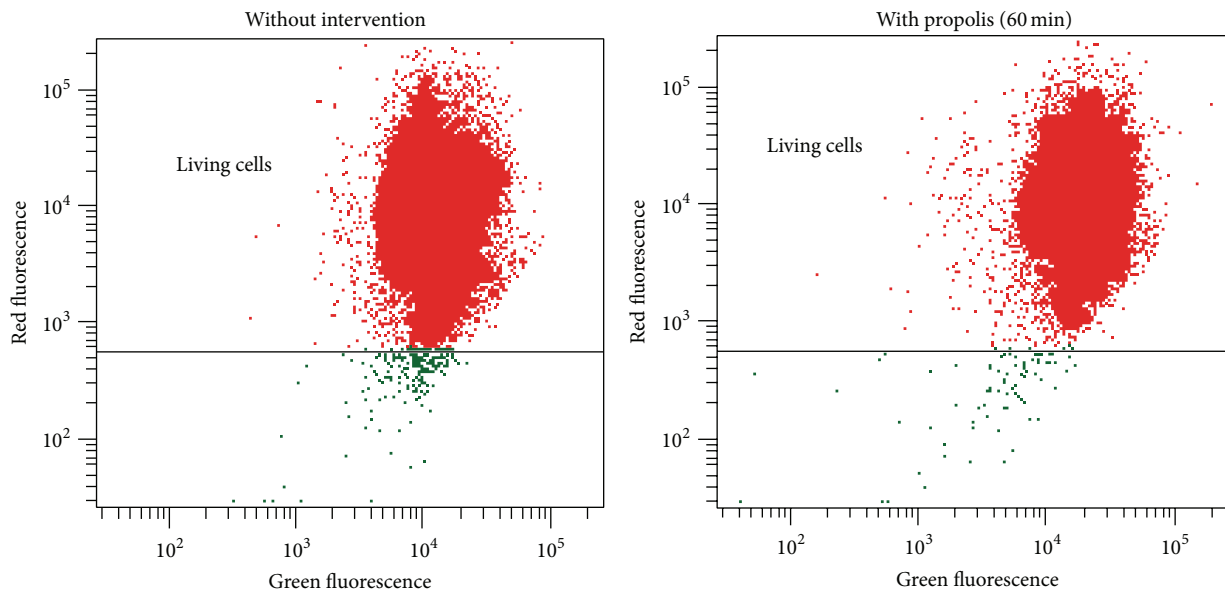 Without intervention
10^5
10^4
10^3
10^2
Red fluorescence
Living cells
10^2 10^3 10^4 10^5
Green fluorescence
With propolis (60 min)
10^5
10^4
10^3
10^2
Red fluorescence
Living cells
10^2 10^3 10^4 10^5
Green fluorescence